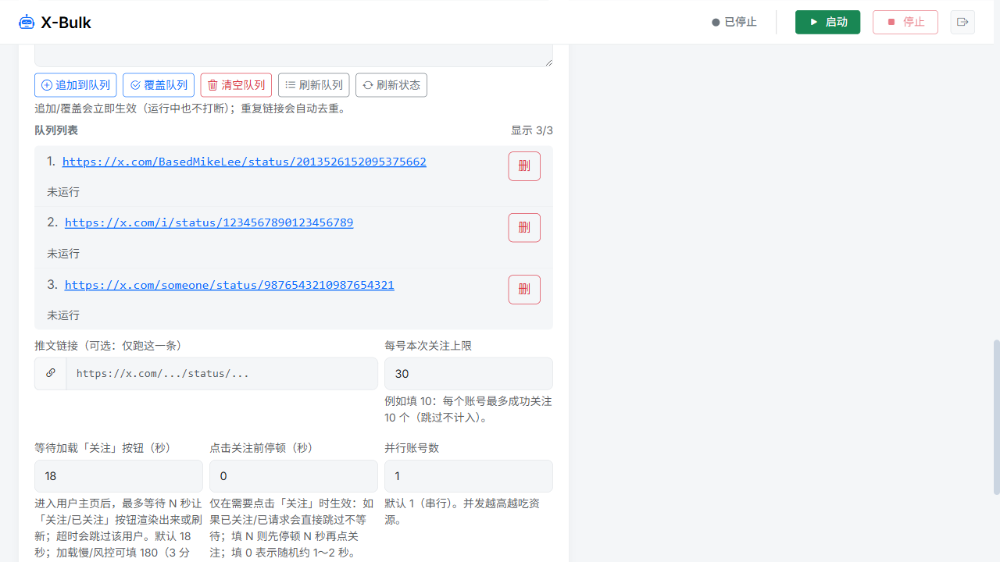 X-Bulk
已停止
启动
停止
追加到队列 覆盖队列 清空队列 刷新队列 刷新状态
追加/覆盖会立即生效（运行中也不打断）；重复链接会自动去重。
队列列表 显示 3/3
1. https://x.com/BasedMikeLee/status/2013526152095375662 删
未运行
2. https://x.com/i/status/1234567890123456789 删
未运行
3. https://x.com/someone/status/9876543210987654321 删
未运行
推文链接（可选：仅跑这一条）
https://x.com/.../status/...
每号本次关注上限
30
例如填 10：每个账号最多成功关注
10 个（跳过不计入）。
等待加载「关注」按钮（秒）
18
进入用户主页后，最多等待 N 秒让
「关注/已关注」按钮渲染出来或刷
新；超时会跳过该用户。默认 18
秒；加载慢/风控可填 180（3 分
点击关注前停顿（秒）
0
仅在需要点击「关注」时生效：如
果已关注/已请求会直接跳过不等
待；填 N 则先停顿 N 秒再点关
注；填 0 表示随机约 1～2 秒。
并行账号数
1
默认 1（串行）。并发越高越吃资
源。